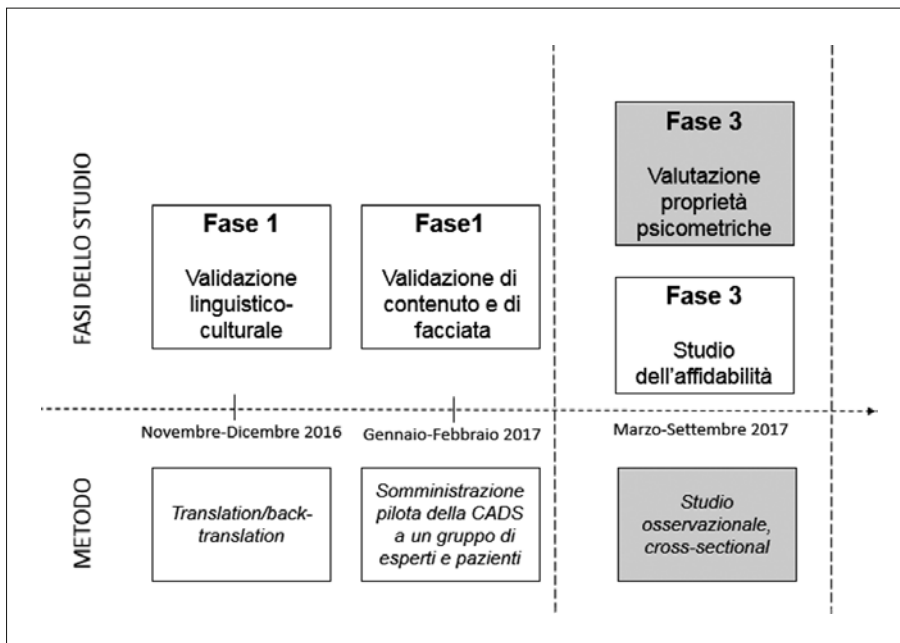 FASI DELLO STUDIO
Fase 1
Validazione
linguistico-
culturale
Fase1
Validazione di
contenuto e di
facciata
Fase 3
Valutazione
proprietà
psicometriche
Fase 3
Studio
dell'affidabilità
Novembre-Dicembre 2016
Gennaio-Febbraio 2017
Marzo-Settembre 2017
METODO
Translation/back-
translation
Somministrazione
pilota della CADS
a un gruppo di
esperti e pazienti
Studio
osservazionale,
cross-sectional